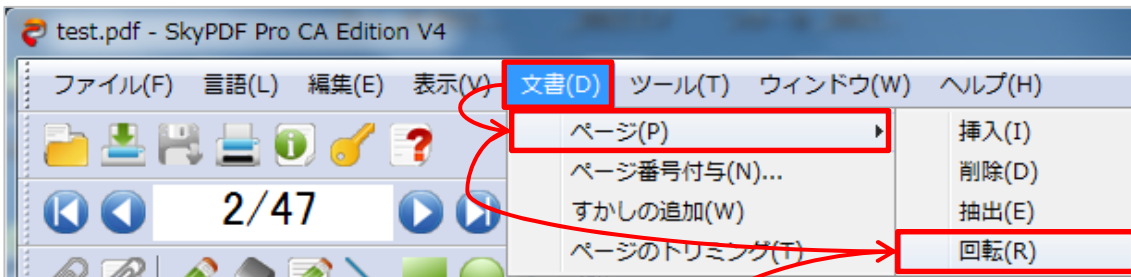 test.pdf - SkyPDF Pro CA Edition V4
ファイル(F) 言語(L) 編集(E) 表示(V) 文書(D) ツール(T) ウィンドウ(W) ヘルプ(H)
ページ(P) 挿入(I)
ページ番号付与(N)... 削除(D)
2/47 すかしの追加(W) 抽出(E)
ページのトリミング(T) 回転(R)